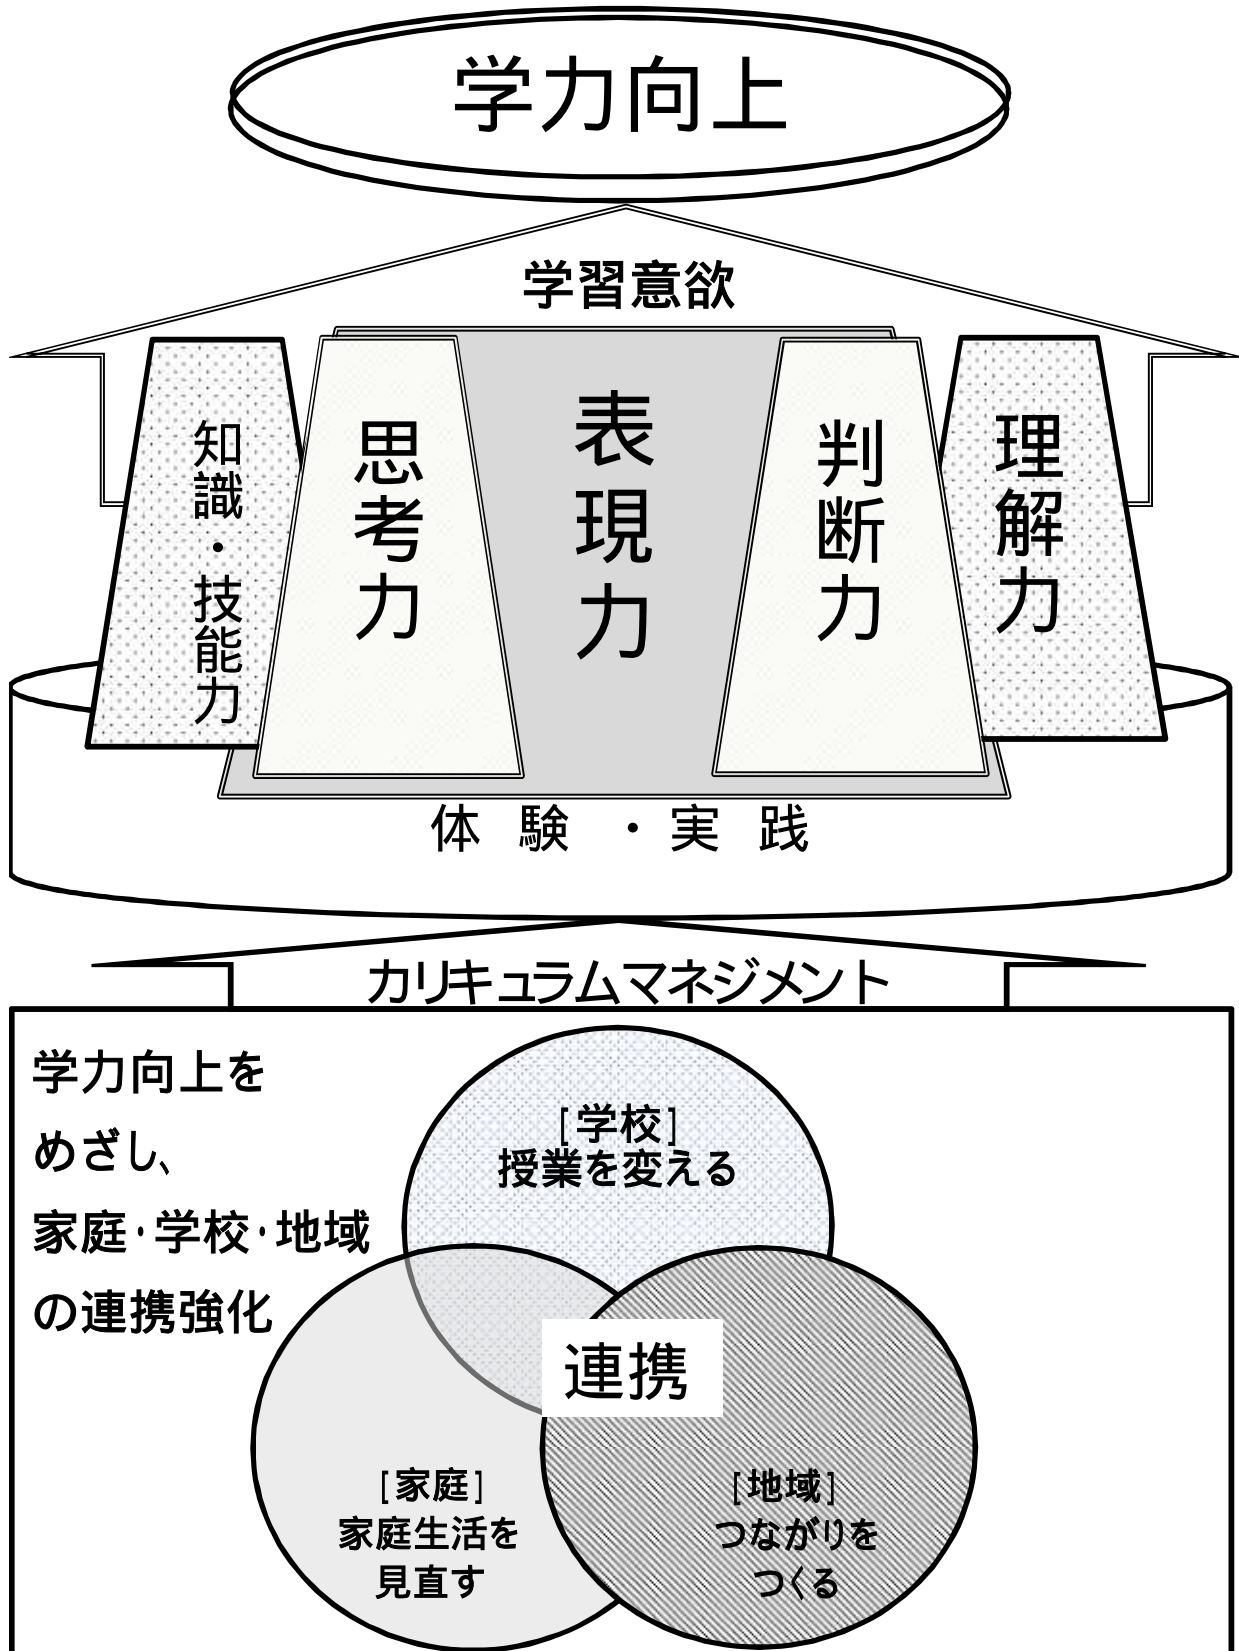 学力向上
学習意欲
知識・技能力
思考力
表現力
判断力
理解力
体験・実践
カリキュラムマネジメント
学力向上を
めざし、
家庭・学校・地域
の連携強化
[学校]
授業を変える
連携
[家庭]
家庭生活を
見直す
[地域]
つながりを
つくる